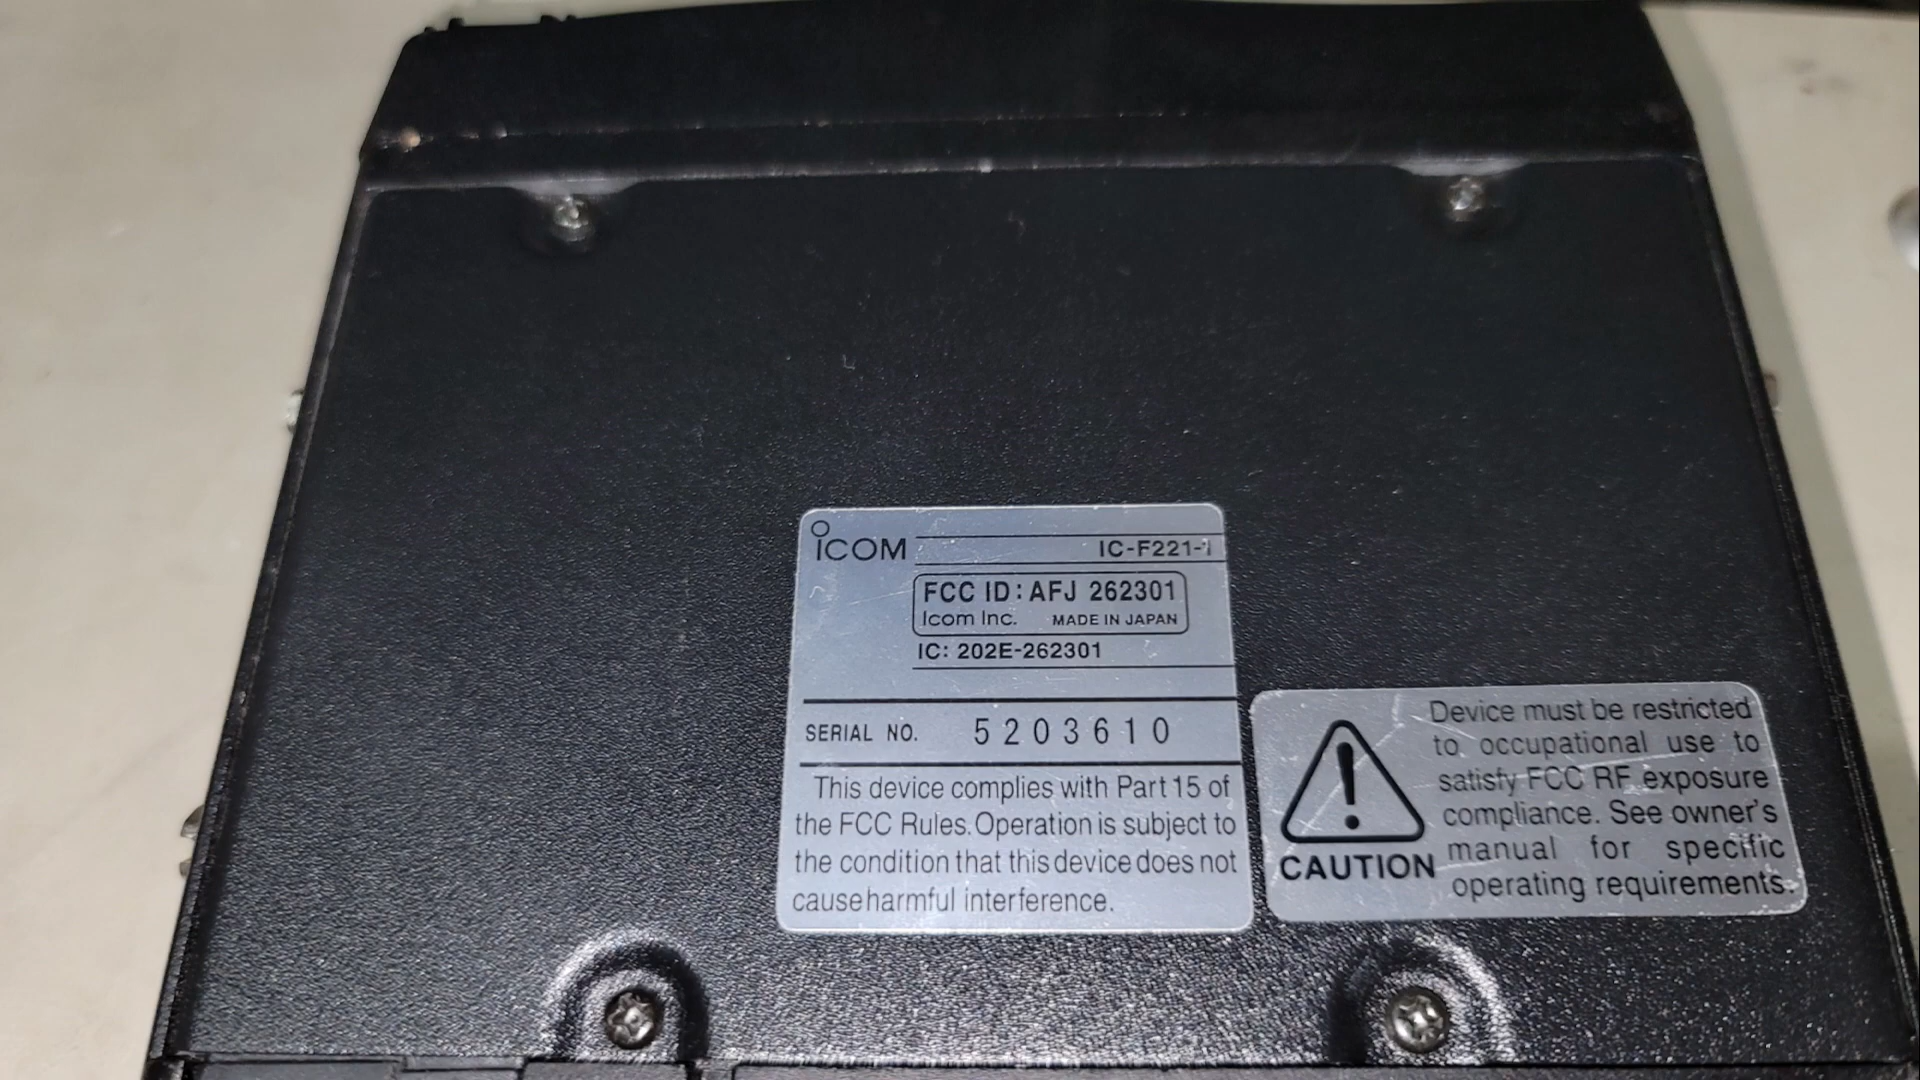 ICOM IC-F221-1
FCC ID: AFJ 262301
Icom Inc. MADE IN JAPAN
IC: 202E-262301
SERIAL NO. 5203610
This device complies with Part 15 of
the FCC Rules. Operation is subject to
the condition that this device does not
cause harmful interference.
CAUTION
Device must be restricted
to occupational use to
satisfy FCC RF exposure
compliance. See owner's
manual for specific
operating requirements.